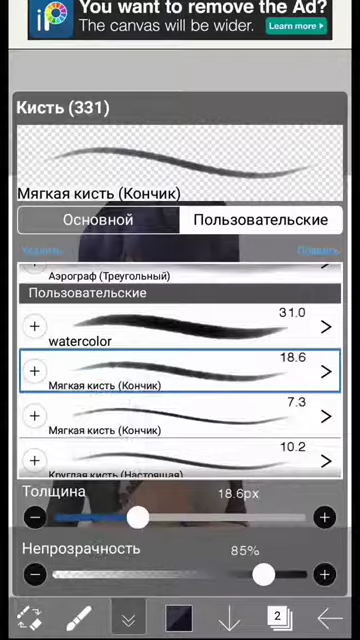 You want to remove the Ad?
The canvas will be wider.
Learn more
Кисть (331)
Мягкая кисть (Кончик)
Основной
Пользовательские
Удалить
Править
Аэрограф (Треугольный)
Пользовательские
31.0
watercolor
18.6
Мягкая кисть (Кончик)
7.3
Мягкая кисть (Кончик)
10.2
Круглая кисть (Настоящая)
Толщина
18.6px
Непрозрачность
85%
2